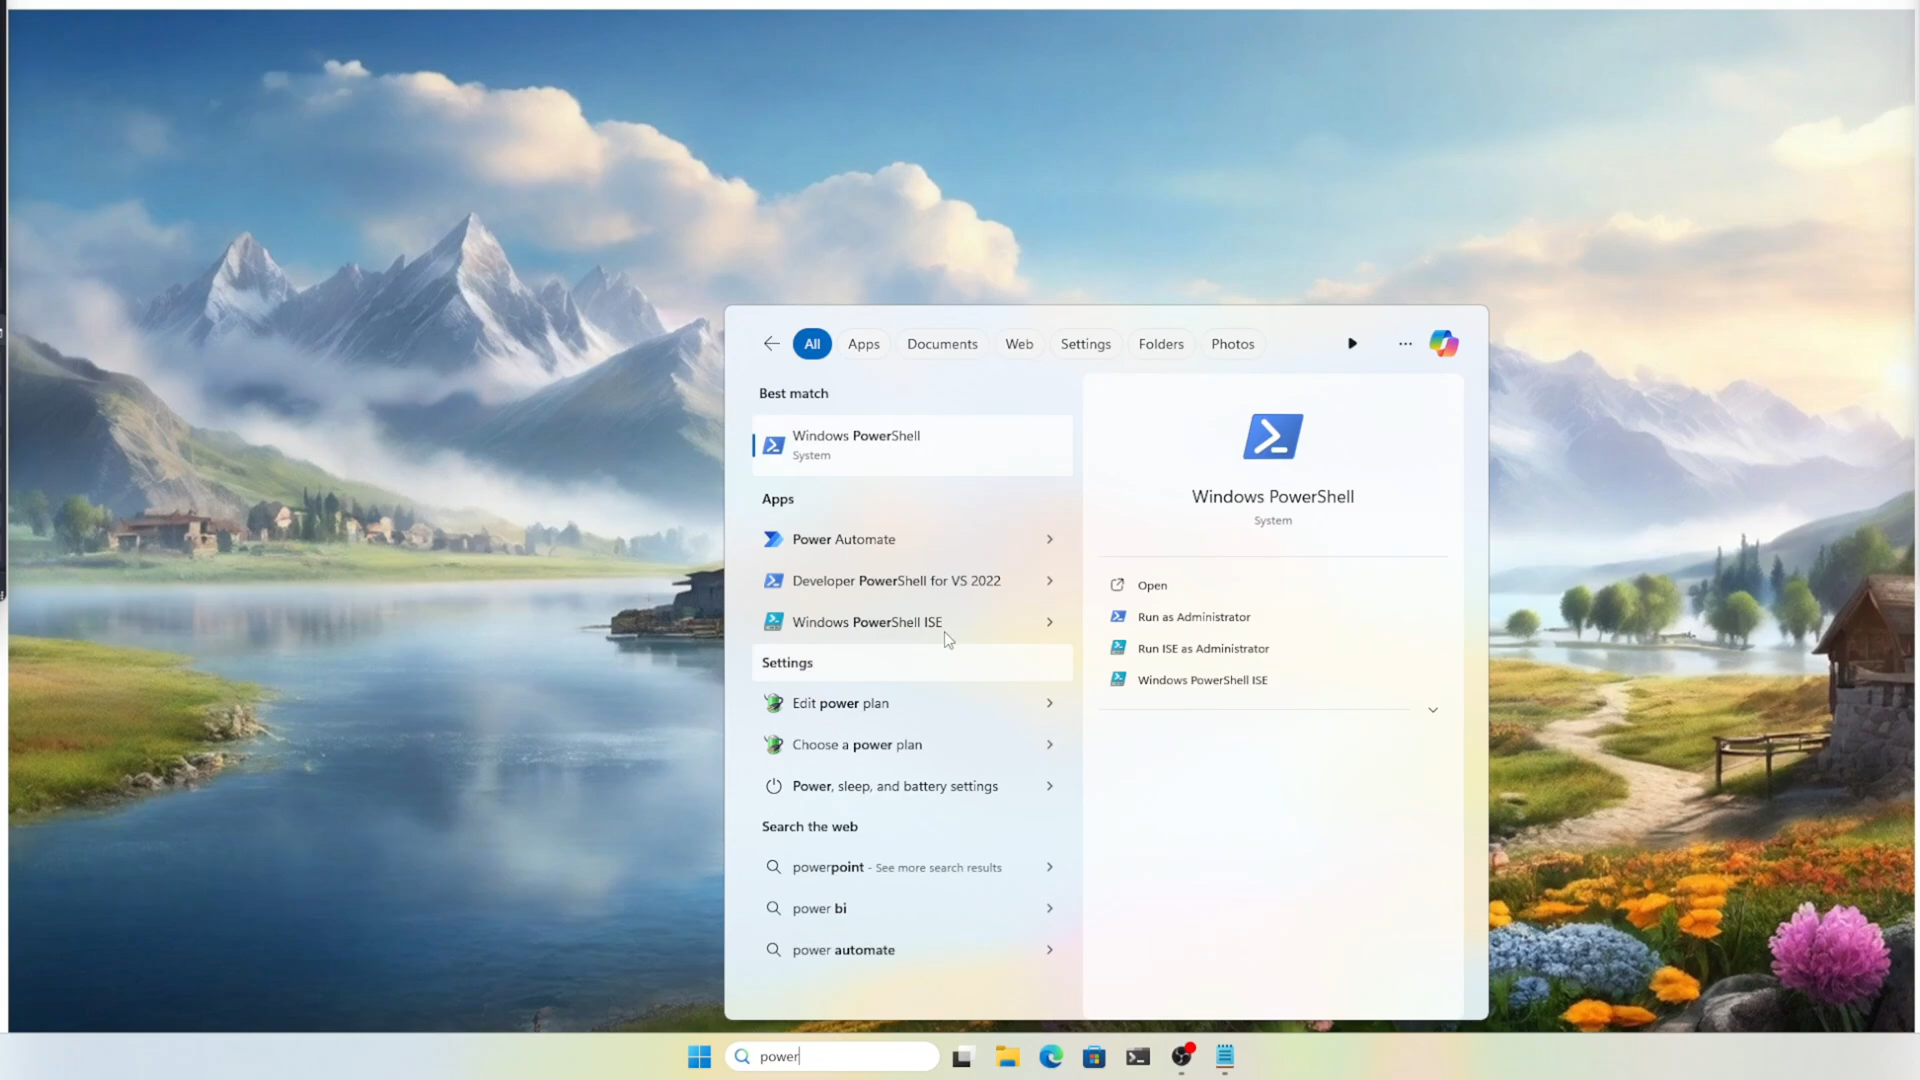 All
Apps
Documents
Web
Settings
Folders
Photos
Best match
Windows PowerShell
System
Apps
Power Automate
Developer PowerShell for VS 2022
Windows PowerShell ISE
Settings
Edit power plan
Choose a power plan
Power, sleep, and battery settings
Search the web
powerpoint - See more search results
power bi
power automate
Windows PowerShell
System
Open
Run as Administrator
Run ISE as Administrator
Windows PowerShell ISE
power